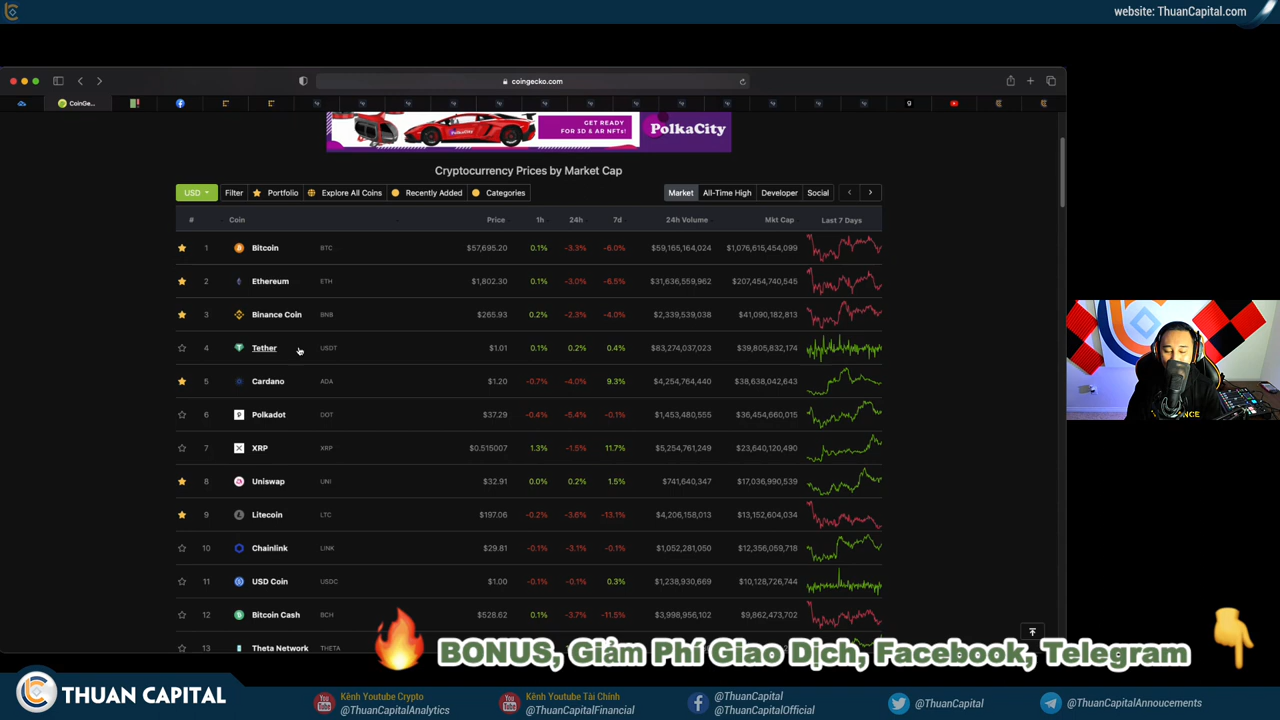 website: ThuanCapital.com
coingecko.com
CoinGe...
GET READY
FOR 3D & AR NFTs!
PolkaCity
Cryptocurrency Prices by Market Cap
USD Filter Portfolio Explore All Coins Recently Added Categories Market All-Time High Developer Social
# Coin Price 1h 24h 7d 24h Volume Mkt Cap Last 7 Days
1 Bitcoin BTC $57,695.20 0.1% -3.3% -6.0% $59,165,164,024 $1,076,615,454,099
2 Ethereum ETH $1,802.30 0.1% -3.0% -6.5% $31,636,559,962 $207,454,740,545
3 Binance Coin BNB $265.93 0.2% -2.3% -4.0% $2,339,539,038 $41,090,182,813
4 Tether USDT $1.01 0.1% 0.2% 0.4% $83,274,037,023 $39,805,832,174
5 Cardano ADA $1.20 -0.7% -4.0% 9.3% $4,254,764,440 $38,638,042,643
6 Polkadot DOT $37.29 -0.4% -5.4% -0.1% $1,453,480,555 $36,454,660,015
7 XRP XRP $0.515007 1.3% -1.5% 11.7% $5,254,761,249 $23,640,120,490
8 Uniswap UNI $32.91 0.0% 0.2% 1.5% $741,640,347 $17,036,990,539
9 Litecoin LTC $197.06 -0.2% -3.6% -13.1% $4,206,158,013 $13,152,604,034
10 Chainlink LINK $29.81 -0.1% -3.1% -0.1% $1,052,281,050 $12,356,059,718
11 USD Coin USDC $1.00 -0.1% -0.1% 0.3% $1,238,930,669 $10,128,726,744
12 Bitcoin Cash BCH $528.62 0.1% -3.7% -11.5% $3,998,956,102 $9,862,473,702
13 Theta Network THETA
BONUS, Giảm Phí Giao Dịch, Facebook, Telegram
THUAN CAPITAL
Kênh Youtube Crypto
@ThuanCapitalAnalytics
Kênh Youtube Tài Chính
@ThuanCapitalFinancial
@ThuanCapital
@ThuanCapitalOfficial
@ThuanCapital
@ThuanCapitalAnnoucements